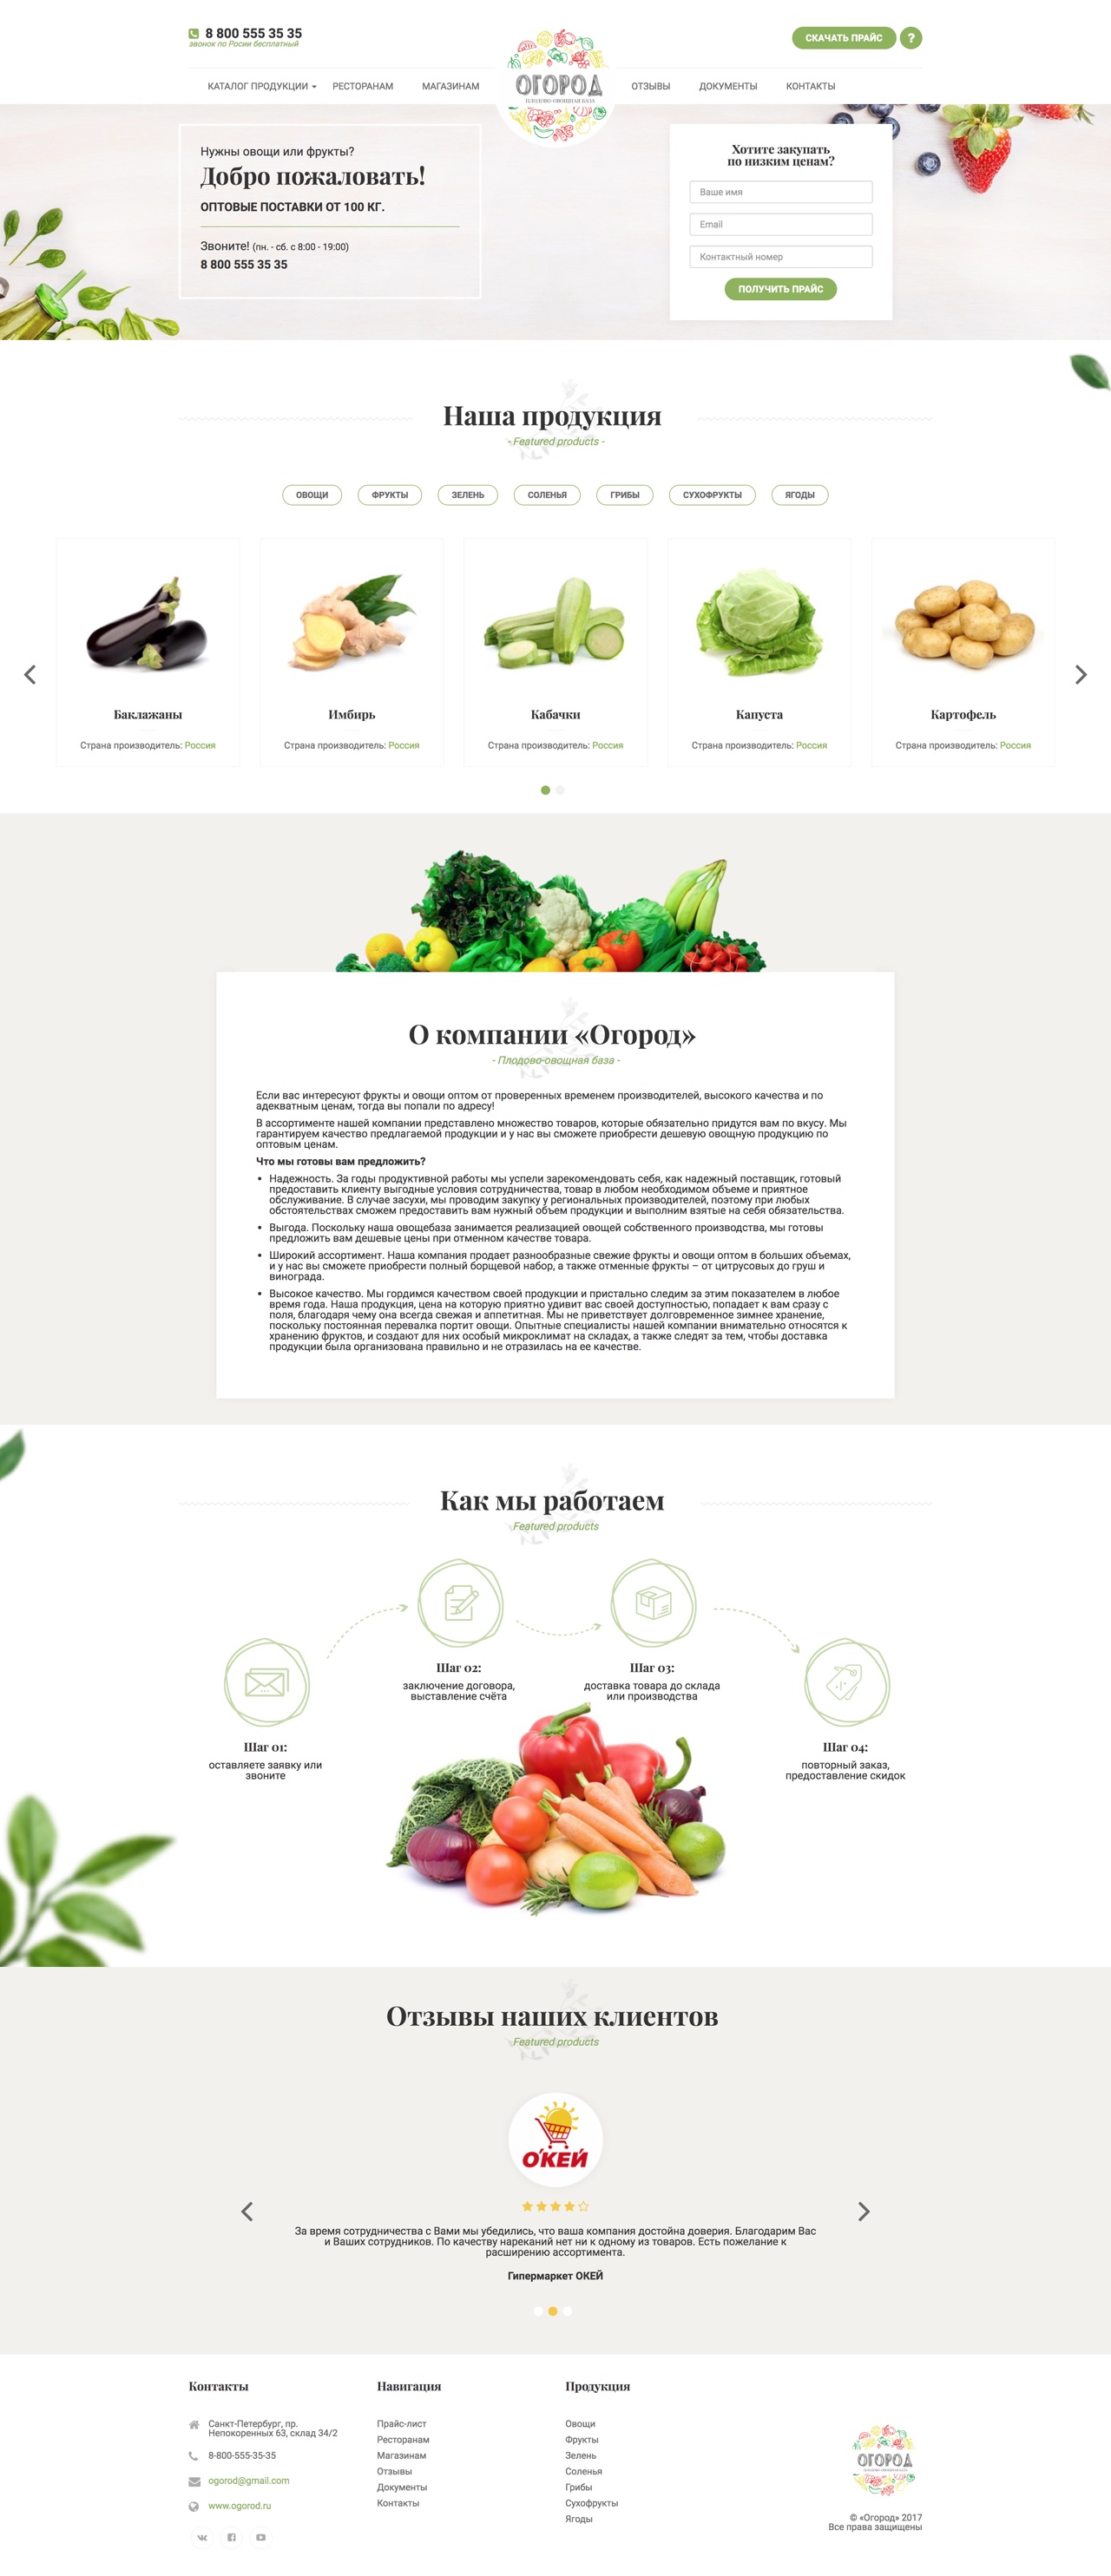 8 800 555 35 35
звонок по Росии бесплатный
СКАЧАТЬ ПРАЙС
?
КАТАЛОГ ПРОДУКЦИИ
РЕСТОРАНАМ
МАГАЗИНАМ
ОГОРОД
ПЛОДОВО-ОВОЩНАЯ БАЗА
ОТЗЫВЫ
ДОКУМЕНТЫ
КОНТАКТЫ
Нужны овощи или фрукты?
Добро пожаловать!
ОПТОВЫЕ ПОСТАВКИ ОТ 100 КГ.
Звоните! (пн. - сб. с 8:00 - 19:00)
8 800 555 35 35
Хотите закупать
по низким ценам?
Ваше имя
Email
Контактный номер
ПОЛУЧИТЬ ПРАЙС
Наша продукция
- Featured products -
ОВОЩИ
ФРУКТЫ
ЗЕЛЕНЬ
СОЛЕНЬЯ
ГРИБЫ
СУХОФРУКТЫ
ЯГОДЫ
Баклажаны
Страна производитель: Россия
Имбирь
Страна производитель: Россия
Кабачки
Страна производитель: Россия
Капуста
Страна производитель: Россия
Картофель
Страна производитель: Россия
О компании «Огород»
- Плодово-овощная база -
Если вас интересуют фрукты и овощи оптом от проверенных временем производителей, высокого качества и по
адекватным ценам, тогда вы попали по адресу!
В ассортименте нашей компании представлено множество товаров, которые обязательно придутся вам по вкусу. Мы
гарантируем качество предлагаемой продукции и у нас вы сможете приобрести дешевую овощную продукцию по
оптовым ценам.
Что мы готовы вам предложить?
• Надежность. За годы продуктивной работы мы успели зарекомендовать себя, как надежный поставщик, готовый
предоставить клиенту выгодные условия сотрудничества, товар в любом необходимом объеме и приятное
обслуживание. В случае засухи, мы проводим закупку у региональных производителей, поэтому при любых
обстоятельствах сможем предоставить вам нужный объем продукции и выполним взятые на себя обязательства.
• Выгода. Поскольку наша овощебаза занимается реализацией овощей собственного производства, мы готовы
предложить вам дешевые цены при отменном качестве товара.
• Широкий ассортимент. Наша компания продает разнообразные свежие фрукты и овощи оптом в больших объемах,
и у нас вы сможете приобрести полный борщевой набор, а также отменные фрукты – от цитрусовых до груш и
винограда.
• Высокое качество. Мы гордимся качеством своей продукции и пристально следим за этим показателем в любое
время года. Наша продукция, цена на которую приятно удивит вас своей доступностью, попадает к вам сразу с
поля, благодаря чему она всегда свежая и аппетитная. Мы не приветствует долговременное зимнее хранение,
поскольку постоянная перевалка портит овощи. Опытные специалисты нашей компании внимательно относятся к
хранению фруктов, и создают для них особый микроклимат на складах, а также следят за тем, чтобы доставка
продукции была организована правильно и не отразилась на ее качестве.
Как мы работаем
Featured products
Шаг 01:
оставляете заявку или
звоните
Шаг 02:
заключение договора,
выставление счёта
Шаг 03:
доставка товара до склада
или производства
Шаг 04:
повторный заказ,
предоставление скидок
Отзывы наших клиентов
Featured products
О'КЕЙ
За время сотрудничества с Вами мы убедились, что ваша компания достойна доверия. Благодарим Вас
и Ваших сотрудников. По качеству нареканий нет ни к одному из товаров. Есть пожелание к
расширению ассортимента.
Гипермаркет ОКЕЙ
Контакты
Санкт-Петербург, пр.
Непокоренных 63, склад 34/2
8-800-555-35-35
ogorod@gmail.com
www.ogorod.ru
Навигация
Прайс-лист
Ресторанам
Магазинам
Отзывы
Документы
Контакты
Продукция
Овощи
Фрукты
Зелень
Соленья
Грибы
Сухофрукты
Ягоды
ОГОРОД
ПЛОДОВО-ОВОЩНАЯ БАЗА
© «Огород» 2017
Все права защищены